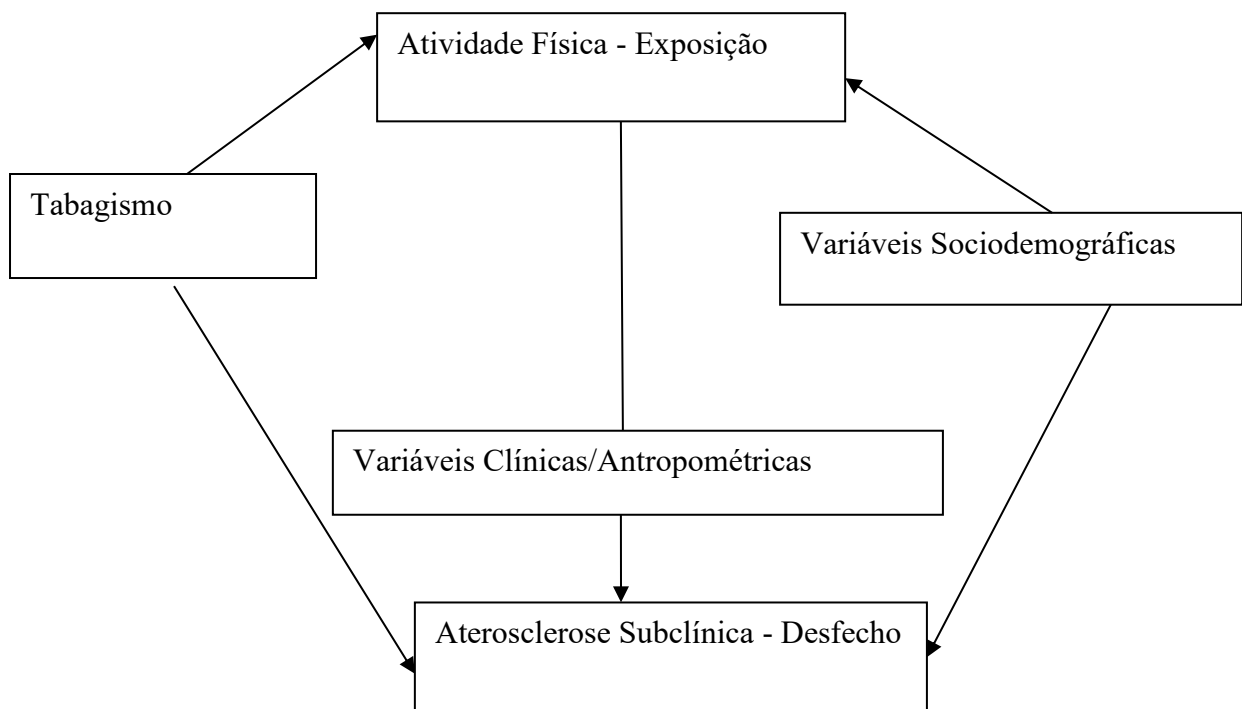 Atividade Física - Exposição
Tabagismo
Variáveis Sociodemográficas
Variáveis Clínicas/Antropométricas
Aterosclerose Subclínica - Desfecho